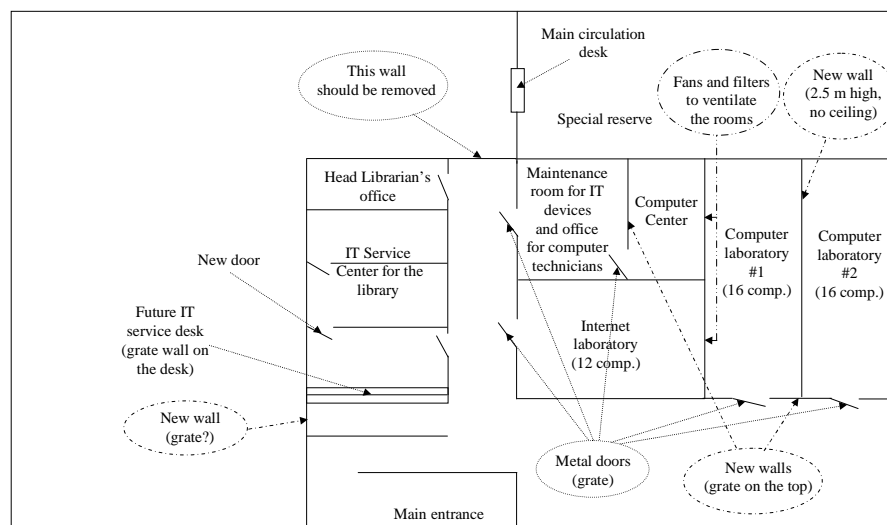 Main circulation
desk
This wall
should be removed
Fans and filters
to ventilate
the rooms
New wall
(2.5 m high,
no ceiling)
Special reserve
Head Librarian's
office
Maintenance
room for IT
devices
and office
for computer
technicians
Computer
Center
Computer
laboratory
#1
(16 comp.)
Computer
laboratory
#2
(16 comp.)
IT Service
Center for the
library
New door
Future IT
service desk
(grate wall on
the desk)
Internet
laboratory
(12 comp.)
New wall
(grate?)
Metal doors
(grate)
New walls
(grate on the top)
Main entrance